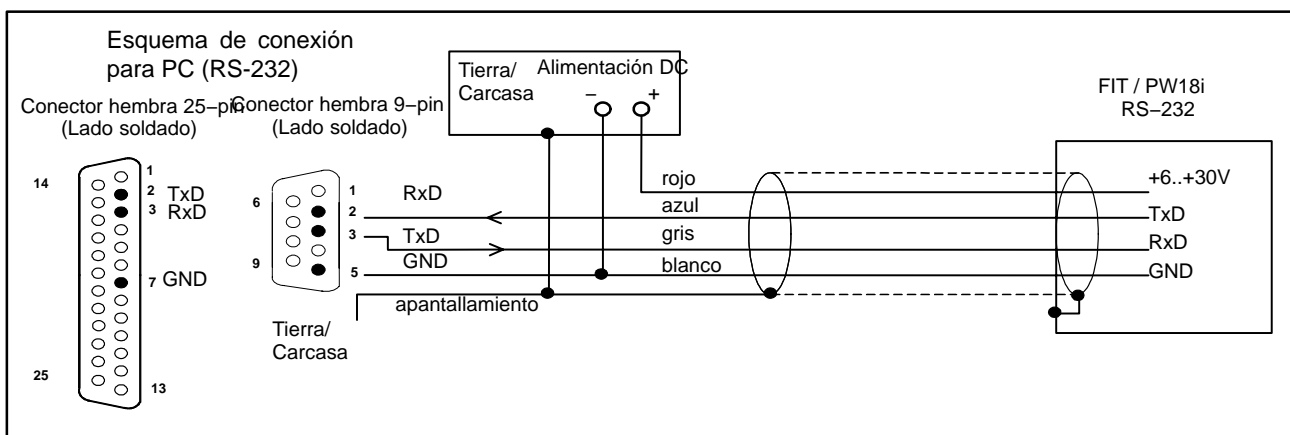 Esquema de conexión
para PC (RS-232)
Conector hembra 25–pin
(Lado soldado)
Conector hembra 9–pin
(Lado soldado)
Tierra/
Carcasa
Alimentación DC
– +
FIT / PW18i
RS–232
14
1
2 TxD
3 RxD
7 GND
25
13
6
9
1
2
3
5
RxD
TxD
GND
rojo
azul
gris
blanco
apantallamiento
Tierra/
Carcasa
+6..+30V
TxD
RxD
GND